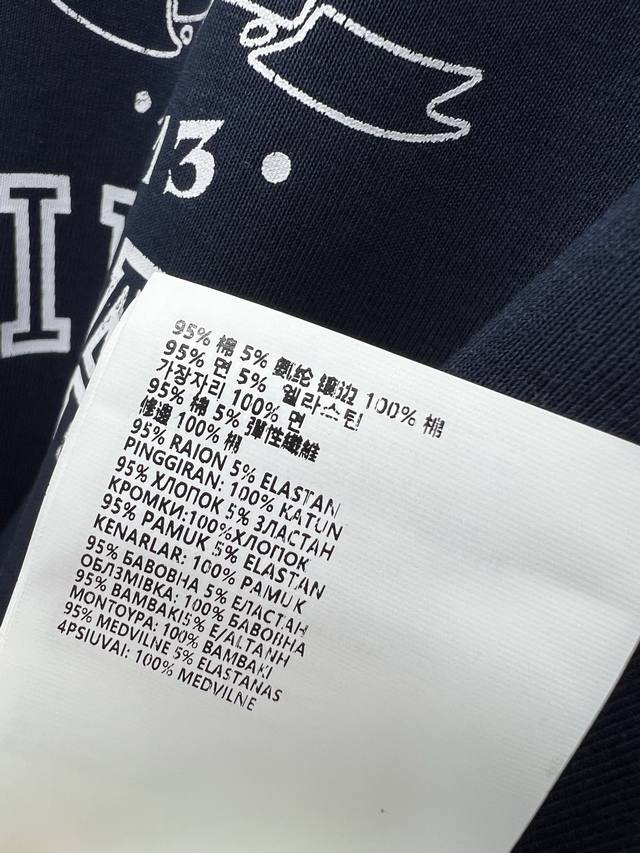 13
95% 棉 5% 氨纶 镶边 100% 棉
95% 면 5% 엘라스틴
가장자리 100% 면
95% 棉 5% 彈性纖維
修邊 100% 棉
95% RAION 5% ELASTAN
PINGGIRAN: 100% KATUN
95% ХЛОПОК 5% ЗЛАСТАН
КРОМКИ:100%ХЛОПОК
95% PAMUK 5% ELASTAN
KENARLAR: 100% PAMUK
95% БАВОВНА 5% ЕЛАСТАН
ОБЛЗМІВКА: 100% БАВОВНА
95% BAMBAKI5% E/ALTANH
MONTOYPA: 100% BAMBAKI
95% MEDVILNE 5% ELASTANAS
4PSIUVAI: 100% MEDVILNE